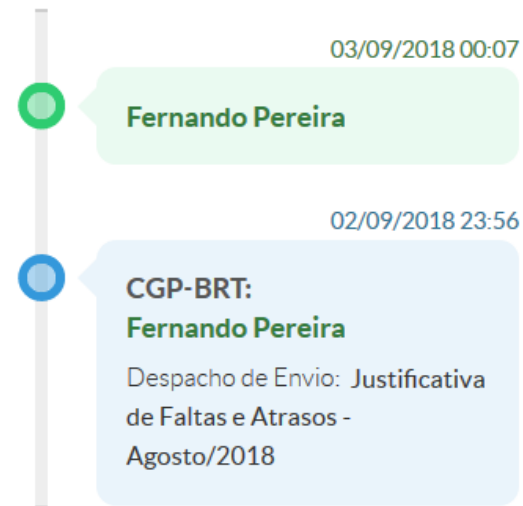 03/09/2018 00:07
Fernando Pereira
02/09/2018 23:56
CGP-BRT:
Fernando Pereira
Despacho de Envio: Justificativa
de Faltas e Atrasos -
Agosto/2018